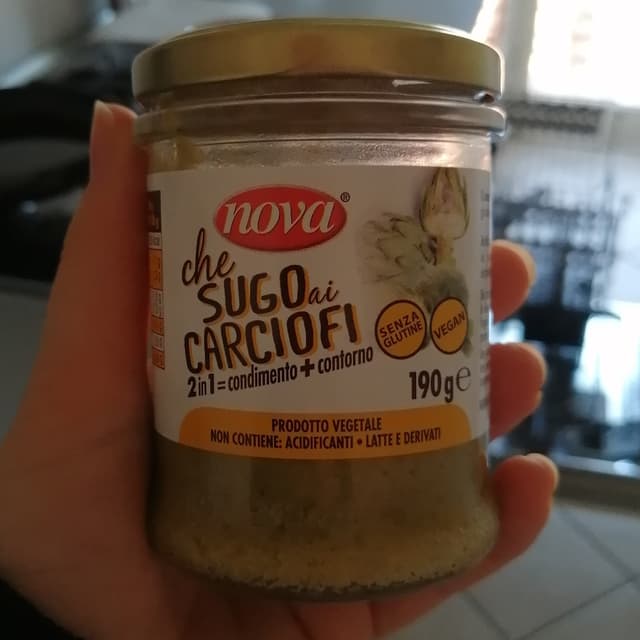 nova®
che
SUGO ai
CARCIOFI
2 in 1 = condimento + contorno
SENZA
GLUTINE
VEGAN
190 g e
PRODOTTO VEGETALE
NON CONTIENE: ACIDIFICANTI • LATTE E DERIVATI